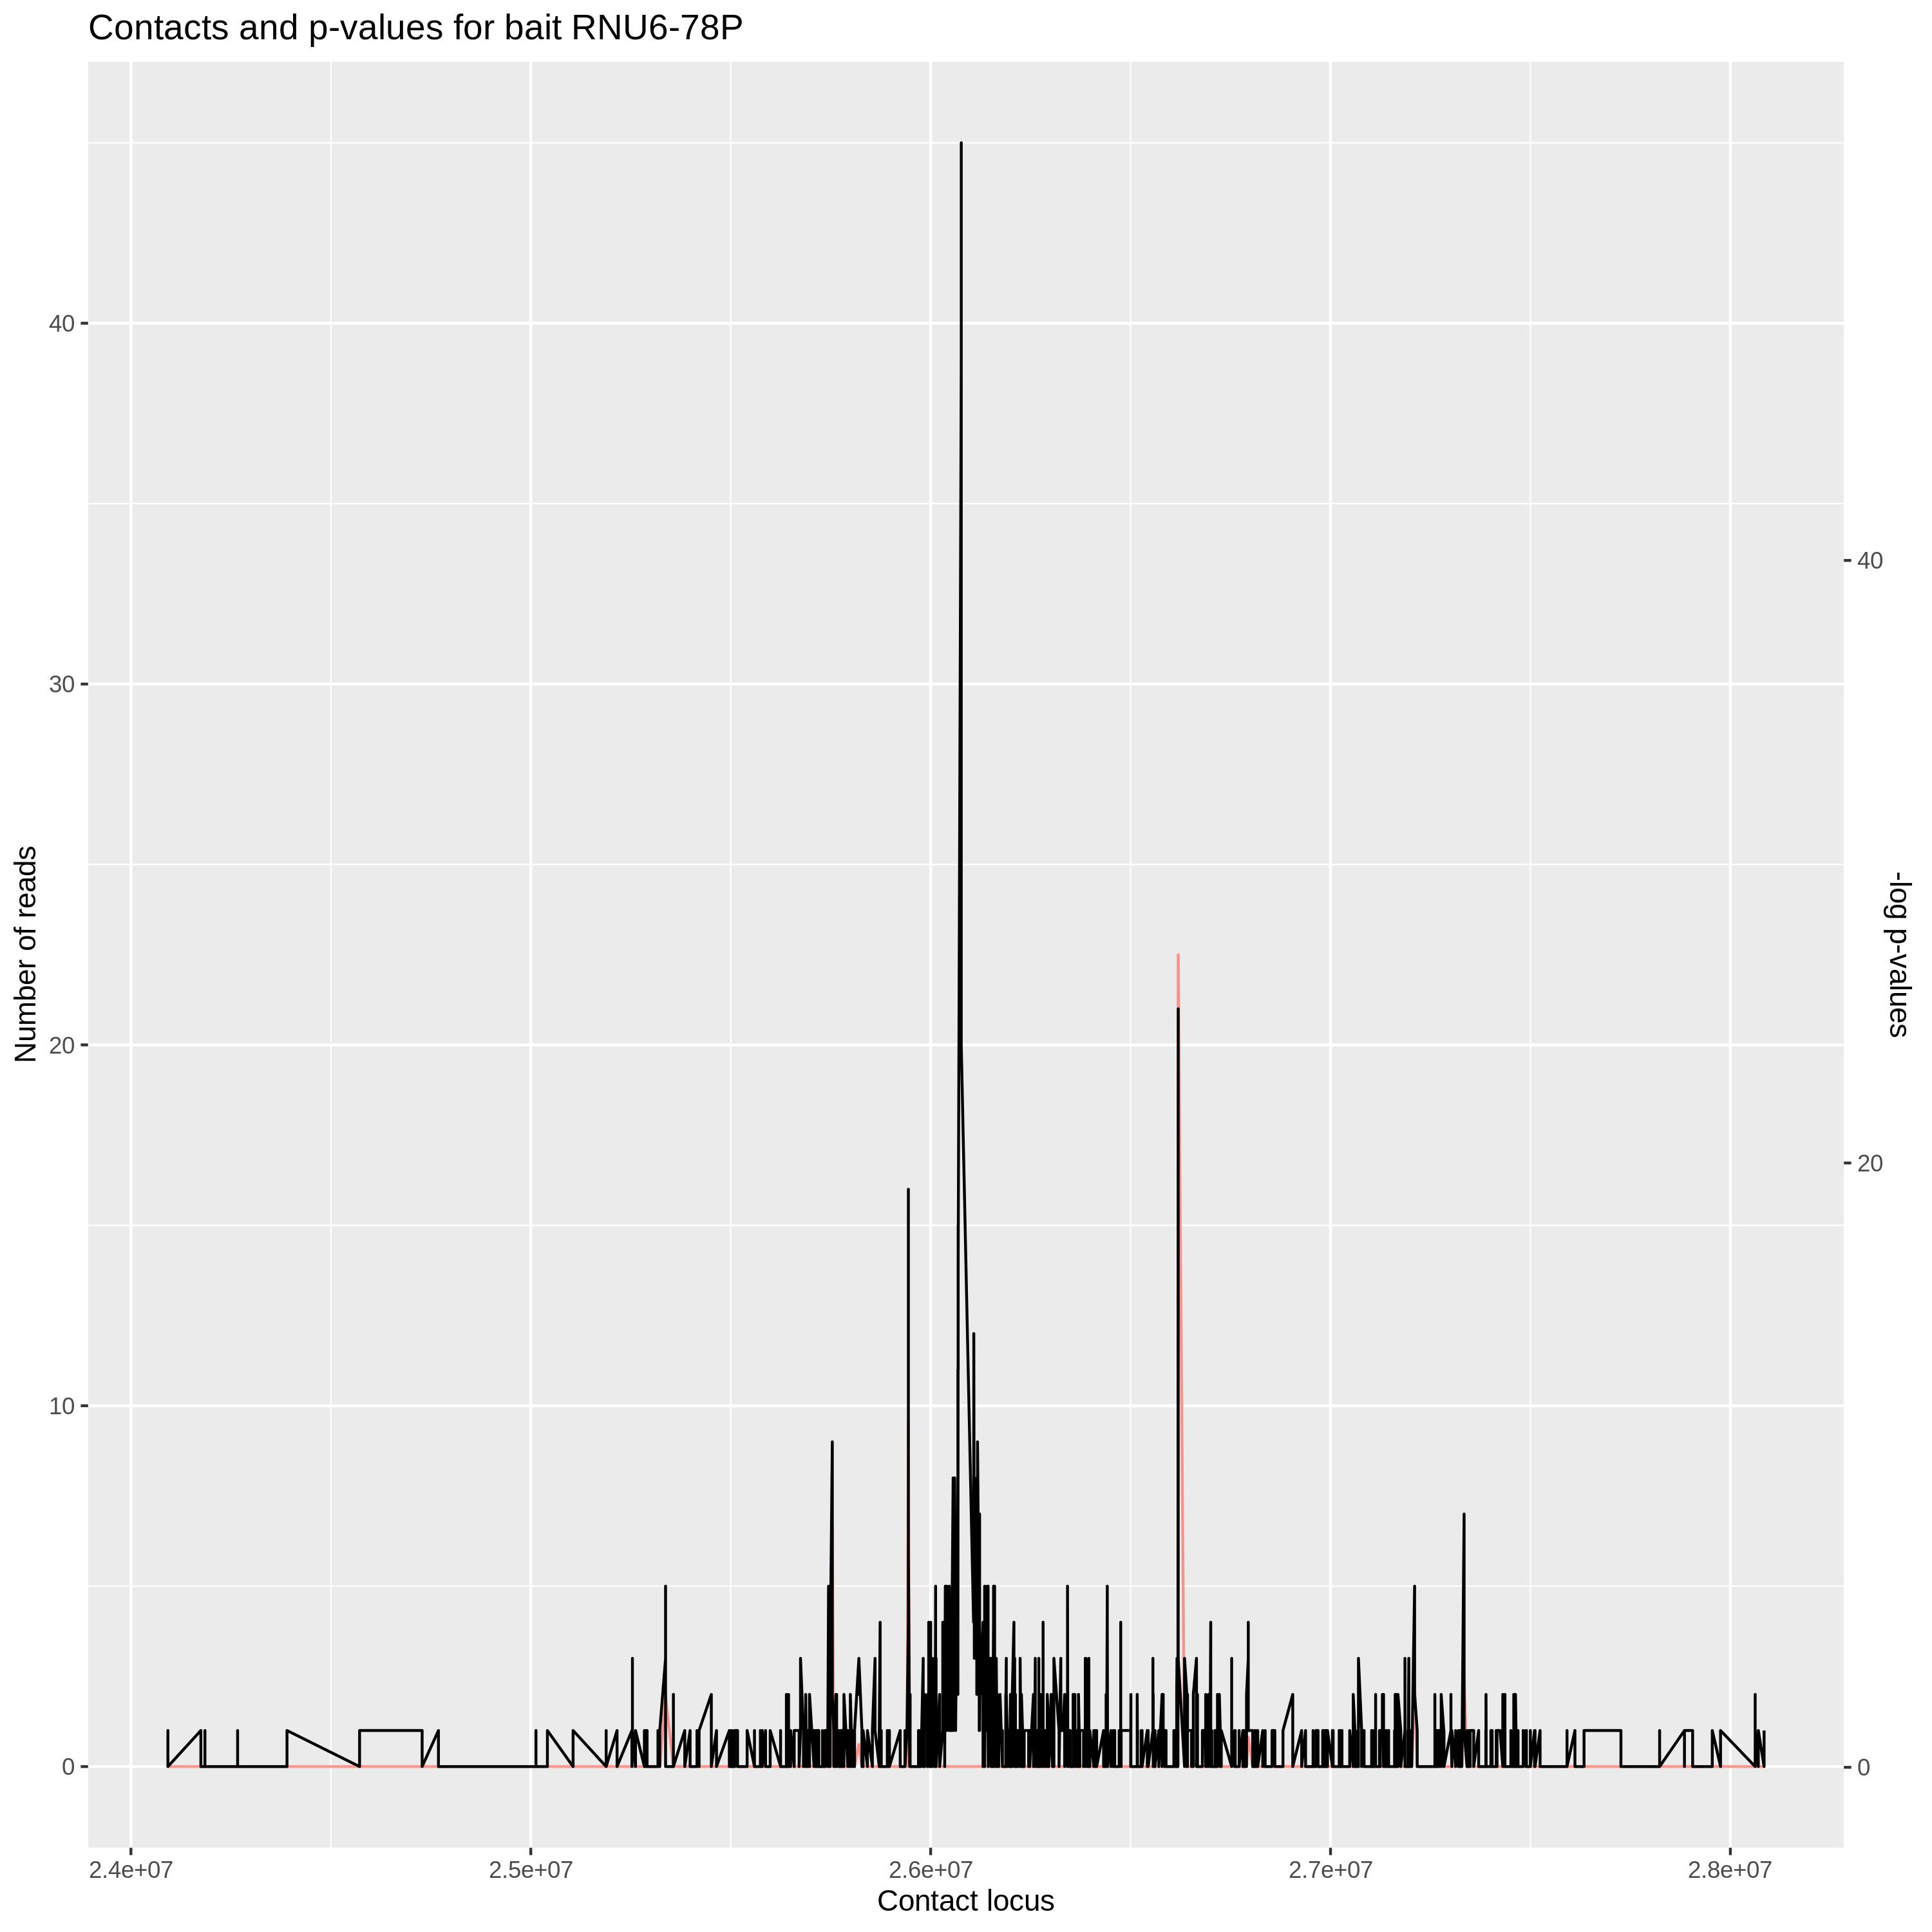 Contacts and p-values for bait RNU6-78P
40
30
20
10
0
Number of reads
40
20
0
-log p-values
2.4e+07
2.5e+07
2.6e+07
2.7e+07
2.8e+07
Contact locus